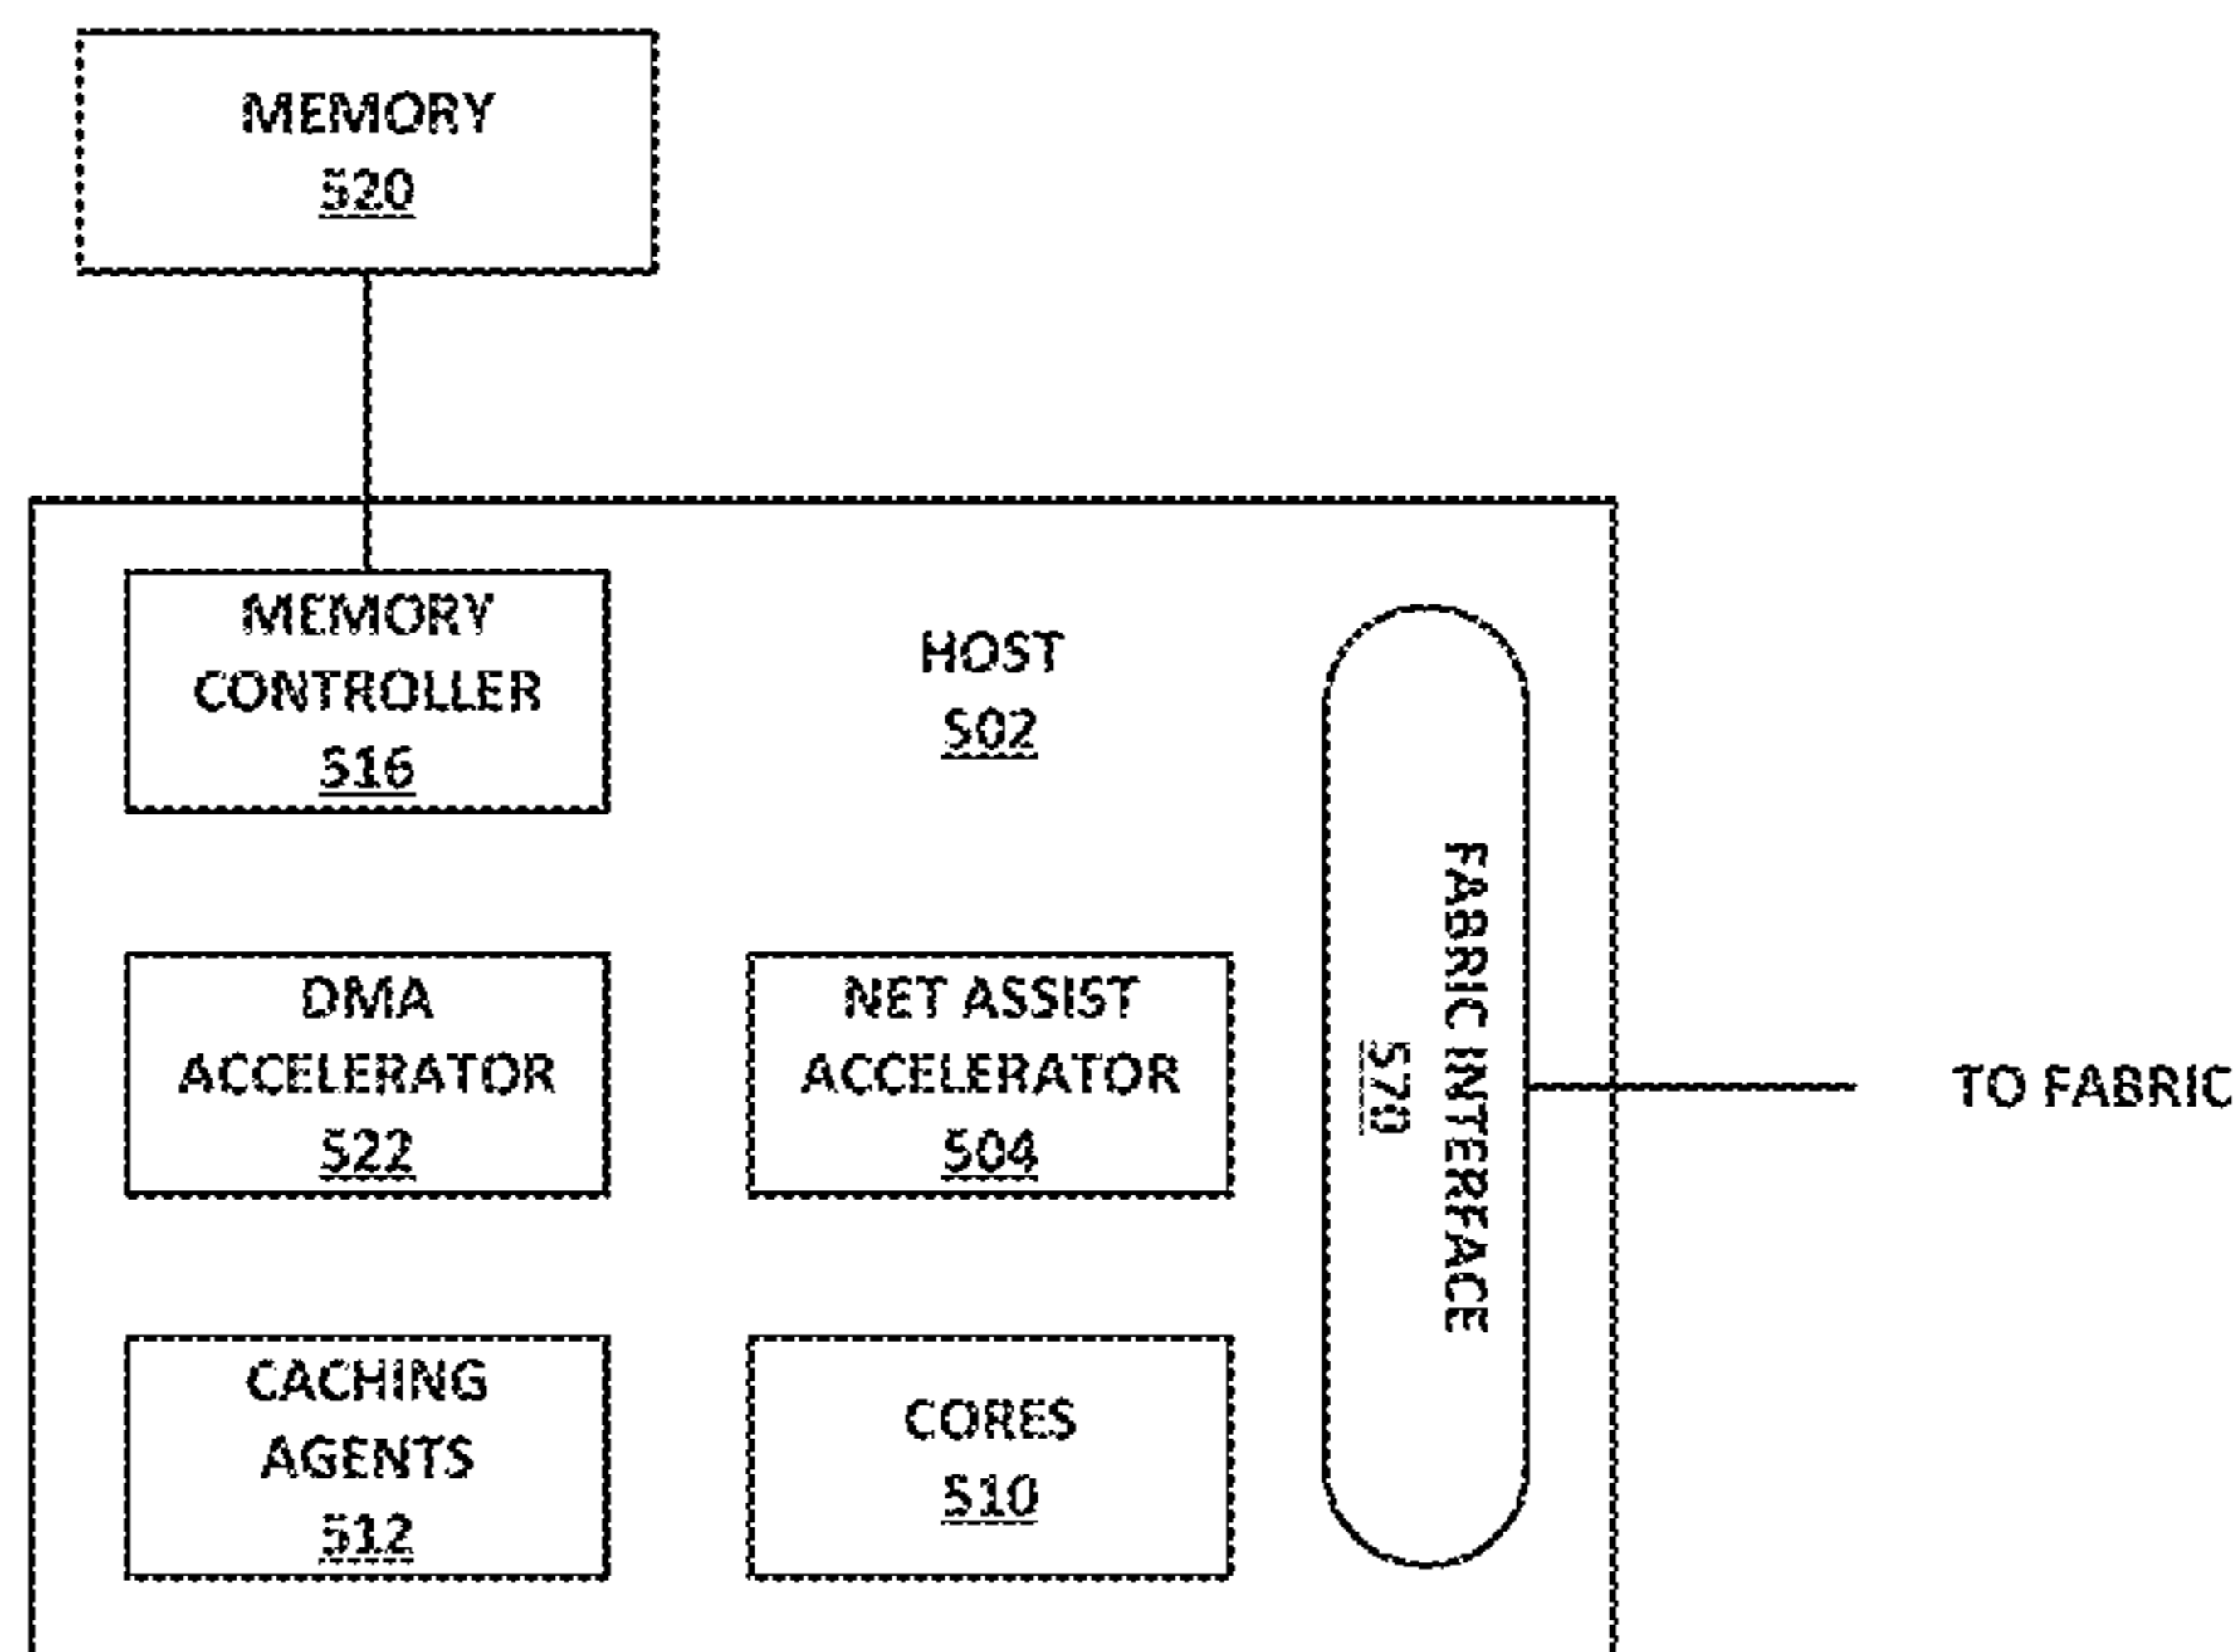 MEMORY
520
MEMORY
CONTROLLER
516
HOST
502
DMA
ACCELERATOR
522
NET ASSIST
ACCELERATOR
504
FABRIC INTERFACE
570
TO FABRIC
CACHING
AGENTS
512
CORES
510